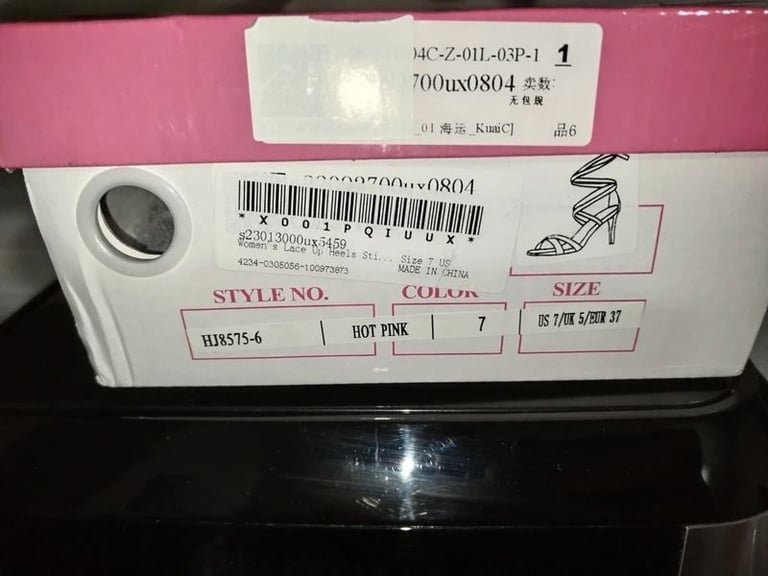 04C-Z-01L-03P-1 1
700ux0804 卖数:
无包规
_01 海运_KuaiC] 品6
700ux0804
*X001PQIUUX*
s23013000ux5459
Women's Lace Up Heels Sti... Size 7 US
4234-0305056-100973873 MADE IN CHINA
STYLE NO. COLOR SIZE
HJ8575-6 HOT PINK 7 US 7/UK 5/EUR 37